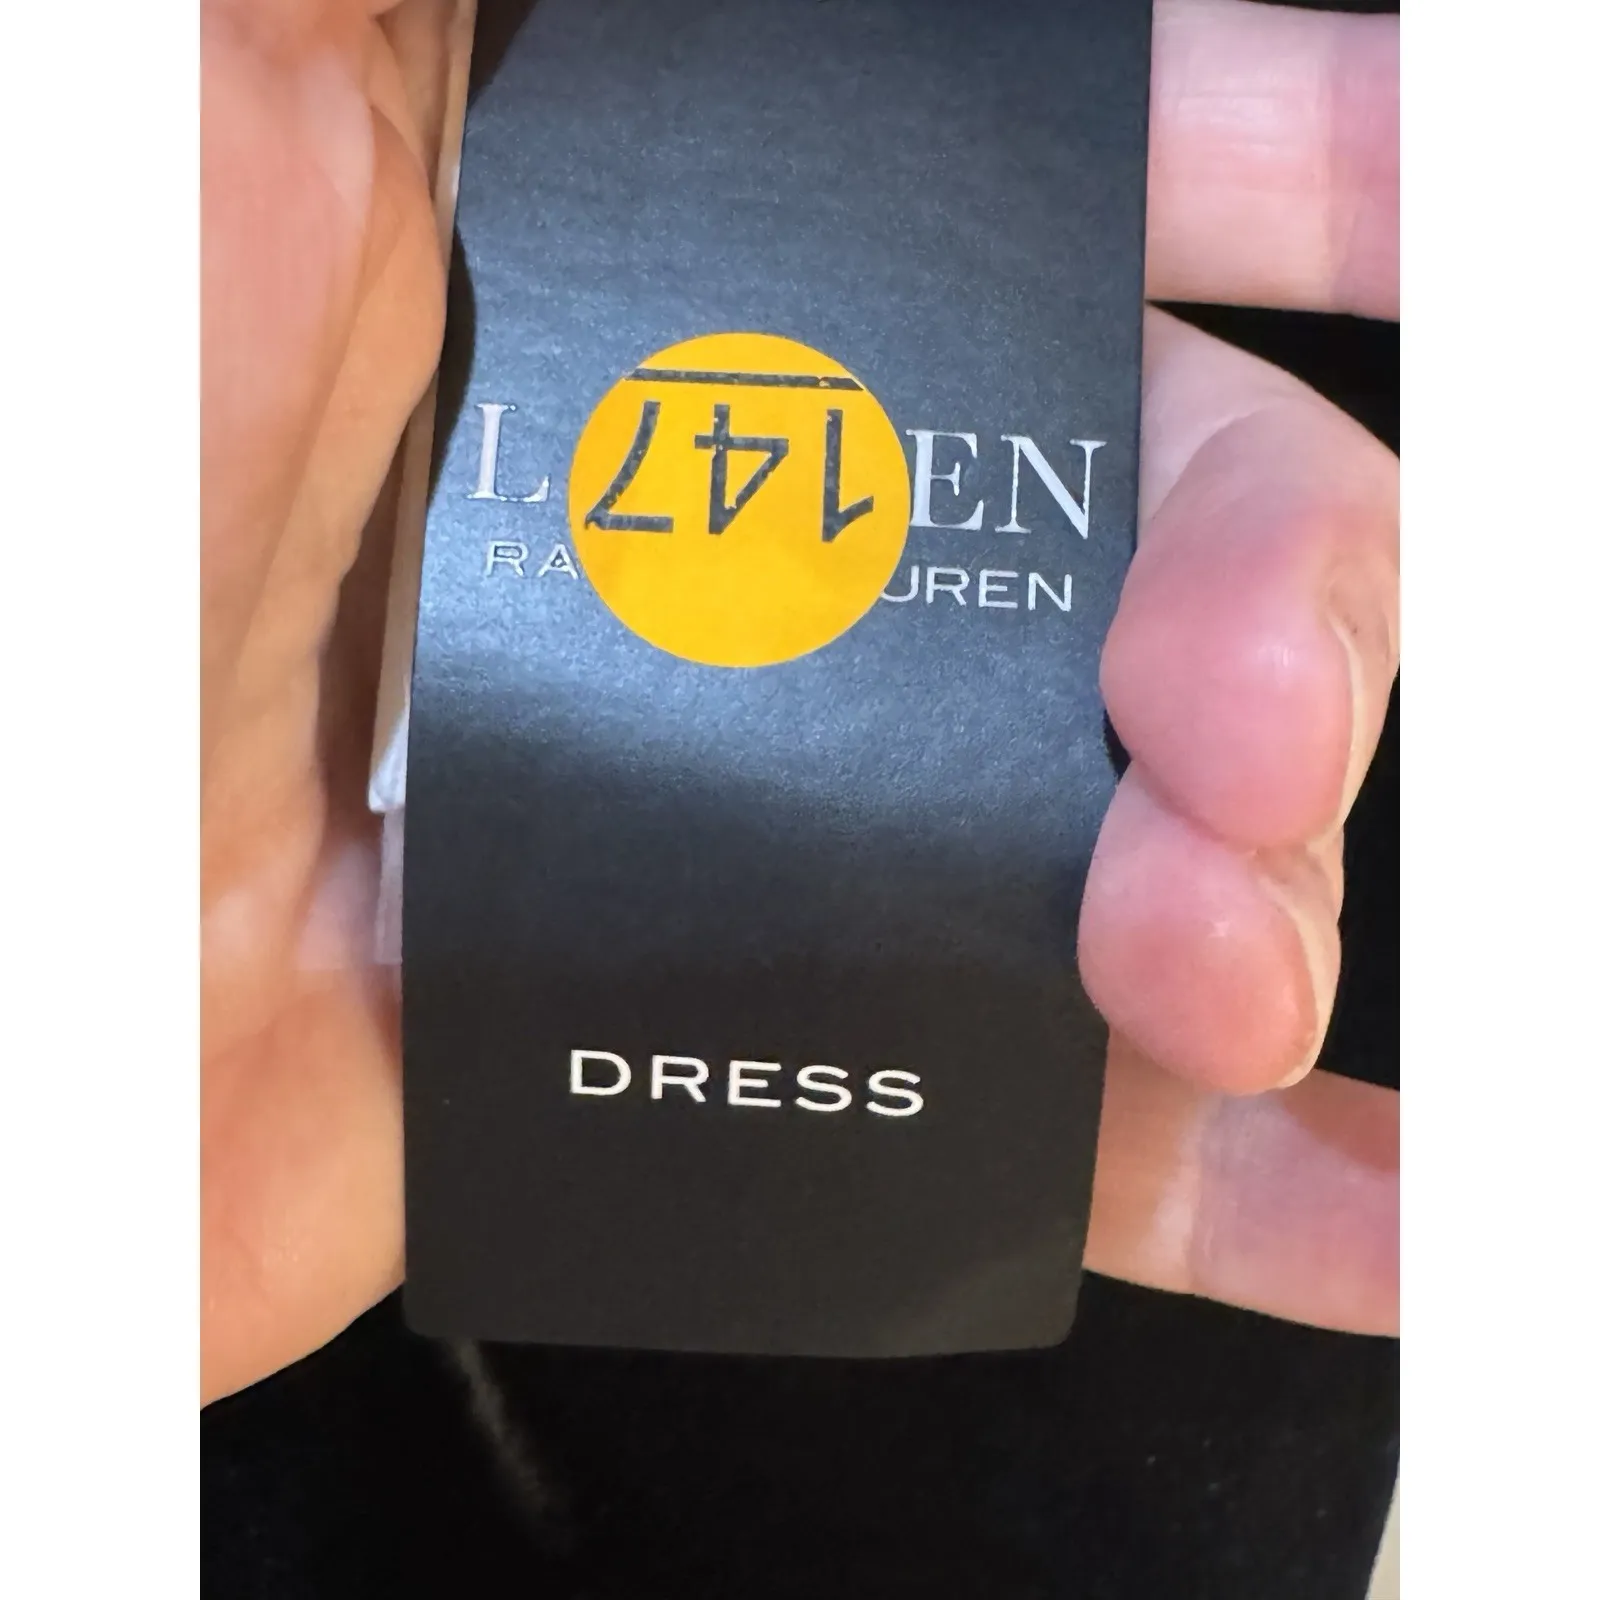 147
L EN
RA UREN
DRESS